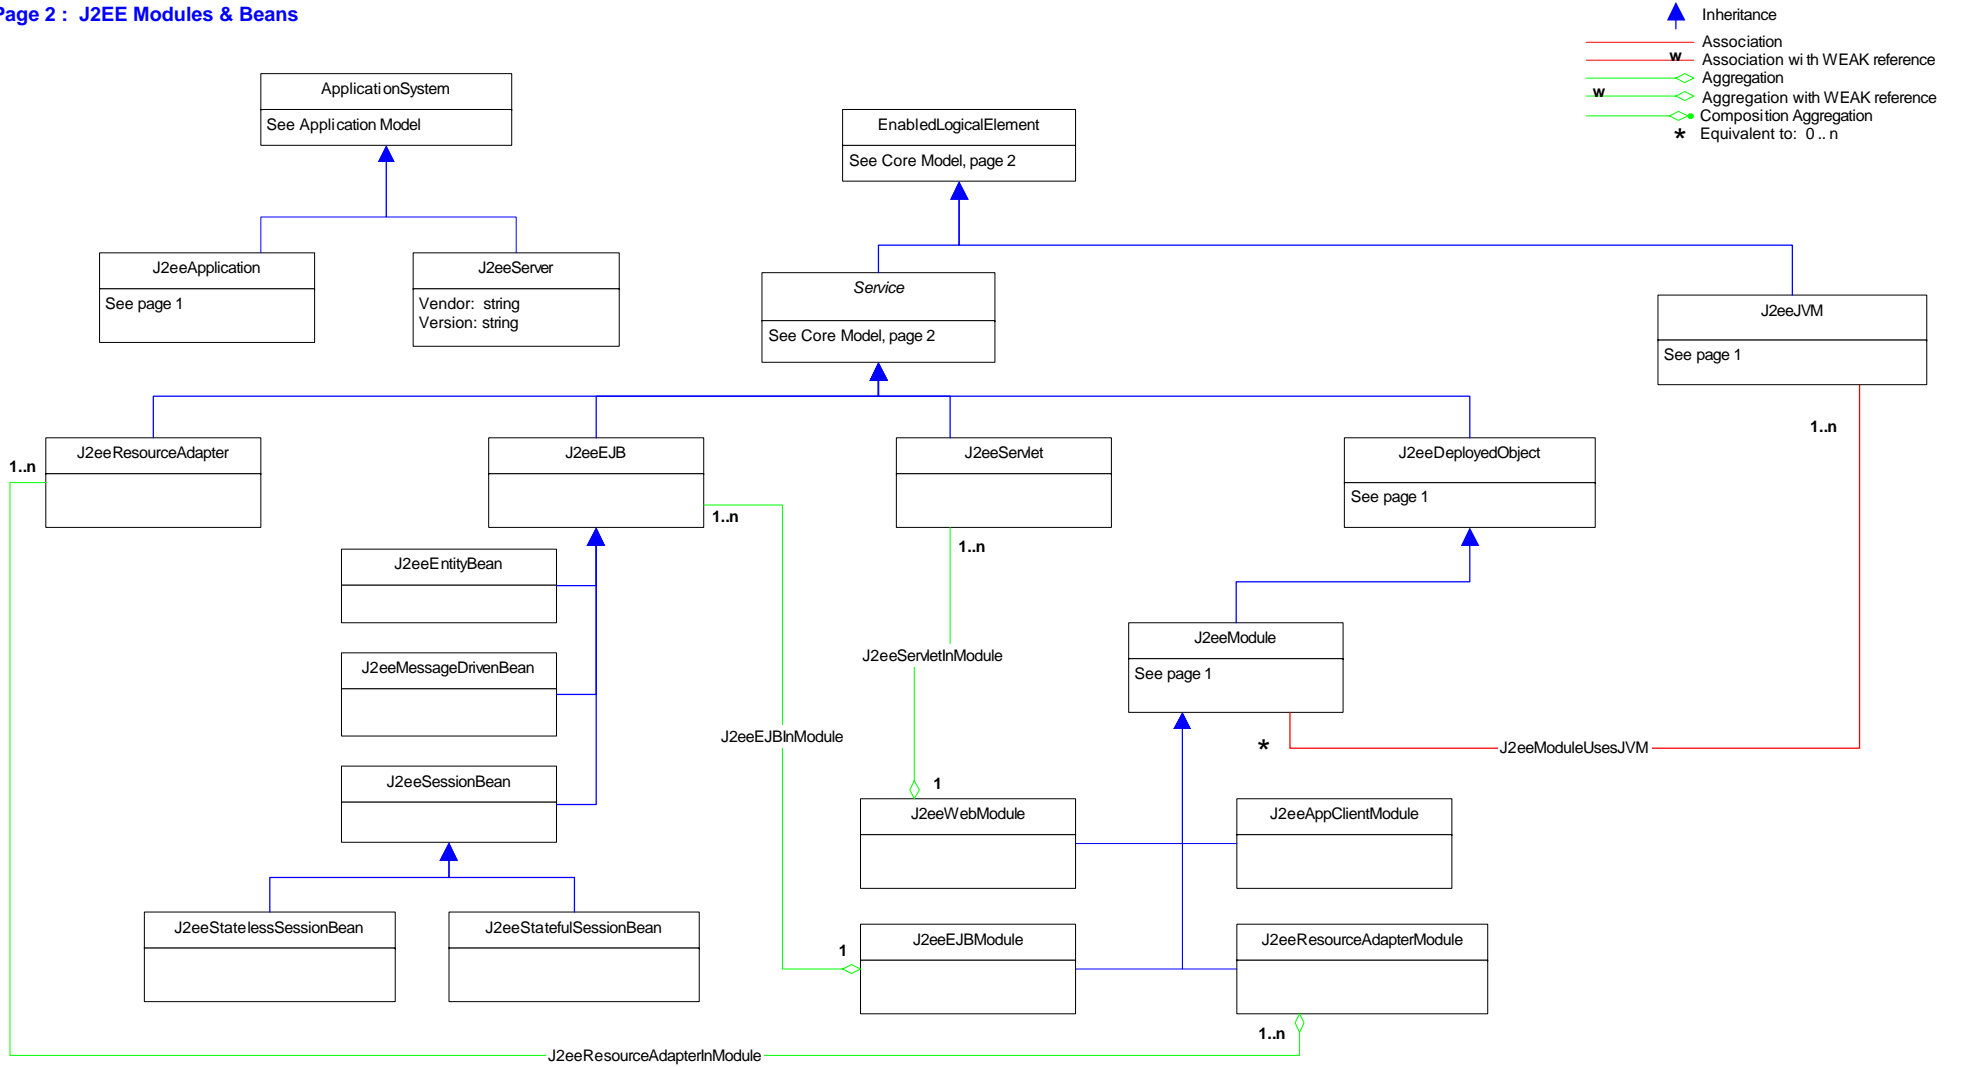 Page 2 : J2EE Modules & Beans
Inheritance
Association
w
Association with WEAK reference
Aggregation
w
Aggregation with WEAK reference
Composition Aggregation
* Equivalent to: 0 .. n
ApplicationSystem
See Application Model
EnabledLogicalElement
See Core Model, page 2
J2eeApplication
See page 1
J2eeServer
Vendor: string
Version: string
Service
See Core Model, page 2
J2eeJVM
See page 1
1..n
J2eeResourceAdapter
1..n
J2eeEJB
1..n
J2eeServlet
1..n
J2eeDeployedObject
See page 1
J2eeEntityBean
J2eeMessageDrivenBean
J2eeServletInModule
J2eeModule
See page 1
J2eeEJBInModule
*
J2eeModuleUsesJVM
J2eeSessionBean
1
J2eeWebModule
J2eeAppClientModule
J2eeStatelessSessionBean
J2eeStatefulSessionBean
1
J2eeEJBModule
J2eeResourceAdapterModule
1..n
J2eeResourceAdapterInModule